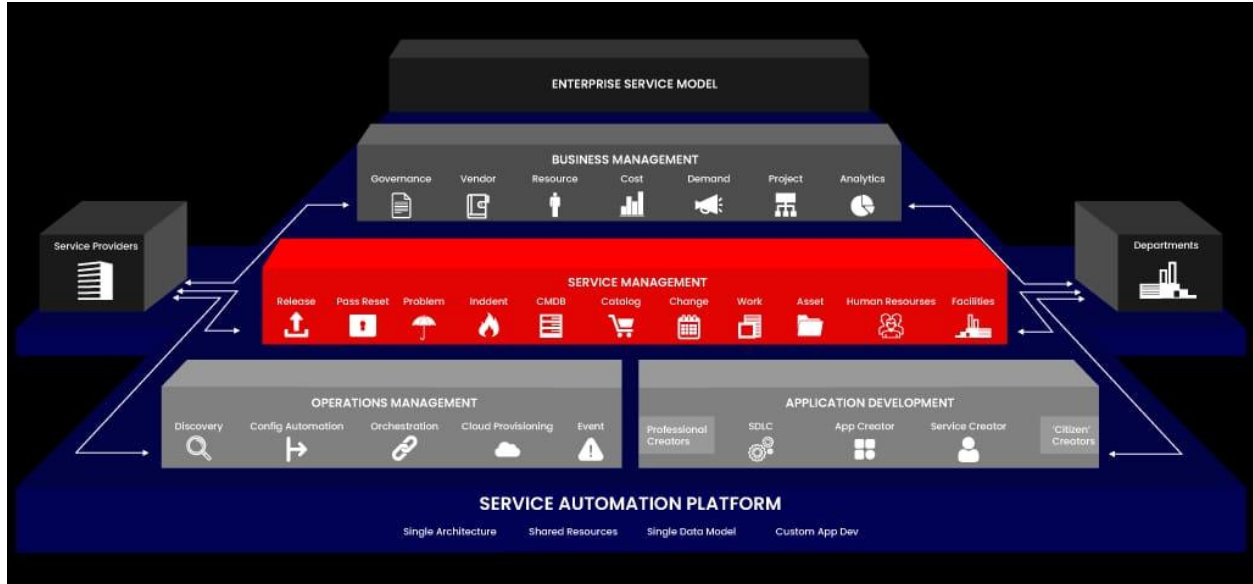 ENTERPRISE SERVICE MODEL
BUSINESS MANAGEMENT
Governance Vendor Resource Cost Demand Project Analytics
Service Providers
Departments
SERVICE MANAGEMENT
Release Pass Reset Problem Inddent CMDB Catalog Change Work Asset Human Resourses Facilities
OPERATIONS MANAGEMENT
Discovery Config Automation Orchestration Cloud Provisioning Event
APPLICATION DEVELOPMENT
Professional
Creators
SDLC App Creator Service Creator
'Citizen'
Creators
SERVICE AUTOMATION PLATFORM
Single Architecture Shared Resources Single Data Model Custom App Dev